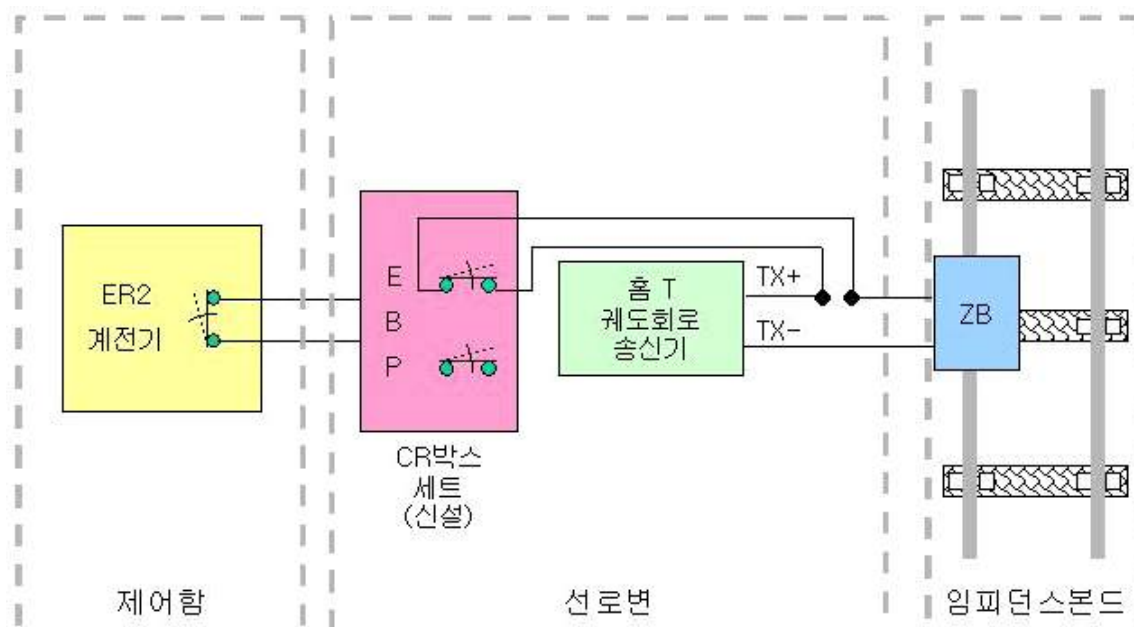 ER2
계전기
E
B
P
CR박스
세트
(신설)
홈 T
궤도회로
송신기
TX+
TX-
ZB
제어함
선로변
임피던스본드